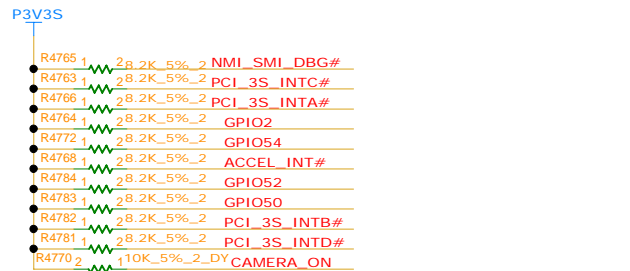 P3V3S
R4765 1 2 8.2K_5%_2 NMI_SMI_DBG#
R4763 1 2 8.2K_5%_2 PCI_3S_INTC#
R4766 1 2 8.2K_5%_2 PCI_3S_INTA#
R4764 1 2 8.2K_5%_2 GPIO2
R4772 1 2 8.2K_5%_2 GPIO54
R4768 1 2 8.2K_5%_2 ACCEL_INT#
R4784 1 2 8.2K_5%_2 GPIO52
R4783 1 2 8.2K_5%_2 GPIO50
R4782 1 2 8.2K_5%_2 PCI_3S_INTB#
R4781 1 2 8.2K_5%_2 PCI_3S_INTD#
R4770 2 1 10K_5%_2_DY CAMERA_ON